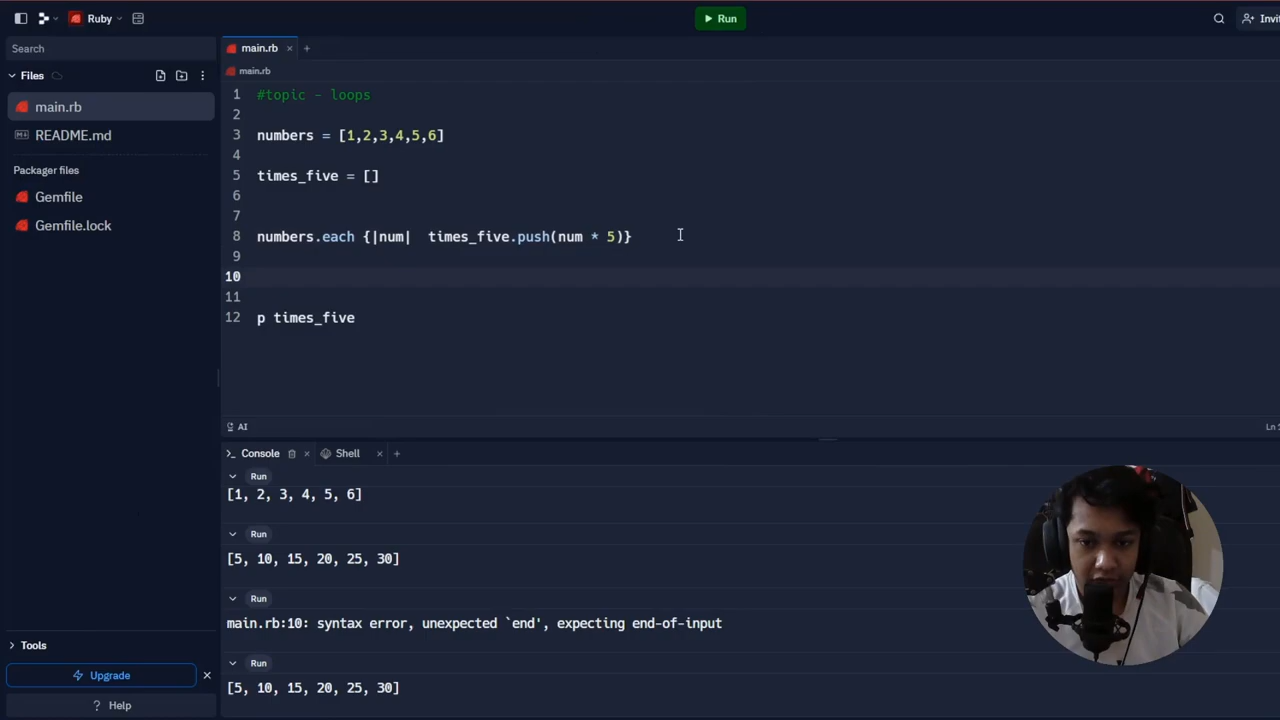 Ruby
Run
Invi
Search
main.rb
Files
main.rb
main.rb
README.md
Packager files
Gemfile
Gemfile.lock
1 #topic - loops
2
3 numbers = [1,2,3,4,5,6]
4
5 times_five = []
6
7
8 numbers.each {|num|  times_five.push(num * 5)}
9
10
11
12 p times_five
AI
Ln
Console
Shell
Run
[1, 2, 3, 4, 5, 6]
Run
[5, 10, 15, 20, 25, 30]
Run
main.rb:10: syntax error, unexpected `end', expecting end-of-input
Run
[5, 10, 15, 20, 25, 30]
Tools
Upgrade
Help